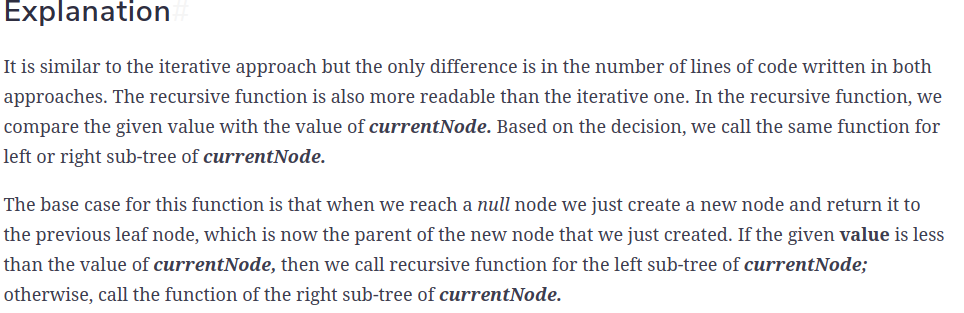 Explanation#
It is similar to the iterative approach but the only difference is in the number of lines of code written in both
approaches. The recursive function is also more readable than the iterative one. In the recursive function, we
compare the given value with the value of currentNode. Based on the decision, we call the same function for
left or right sub-tree of currentNode.
The base case for this function is that when we reach a null node we just create a new node and return it to
the previous leaf node, which is now the parent of the new node that we just created. If the given value is less
than the value of currentNode, then we call recursive function for the left sub-tree of currentNode;
otherwise, call the function of the right sub-tree of currentNode.